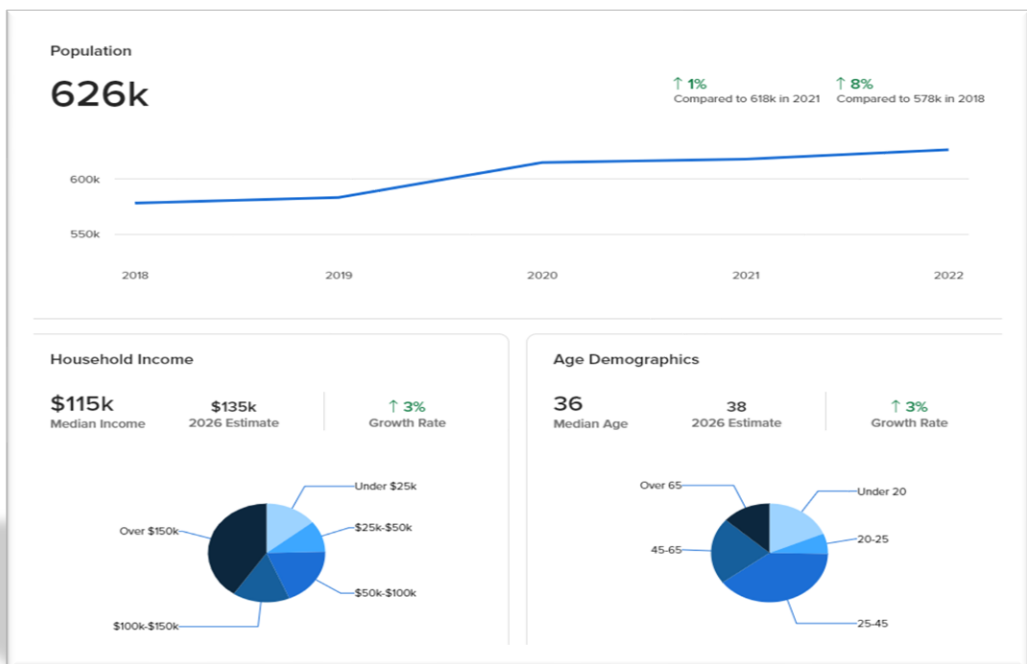 Population
626k
↑ 1%
Compared to 618k in 2021
↑ 8%
Compared to 578k in 2018
600k
550k
2018 2019 2020 2021 2022
Household Income
$115k
Median Income
$135k
2026 Estimate
↑ 3%
Growth Rate
Under $25k
$25k-$50k
$50k-$100k
$100k-$150k
Over $150k
Age Demographics
36
Median Age
38
2026 Estimate
↑ 3%
Growth Rate
Over 65
Under 20
20-25
45-65
25-45